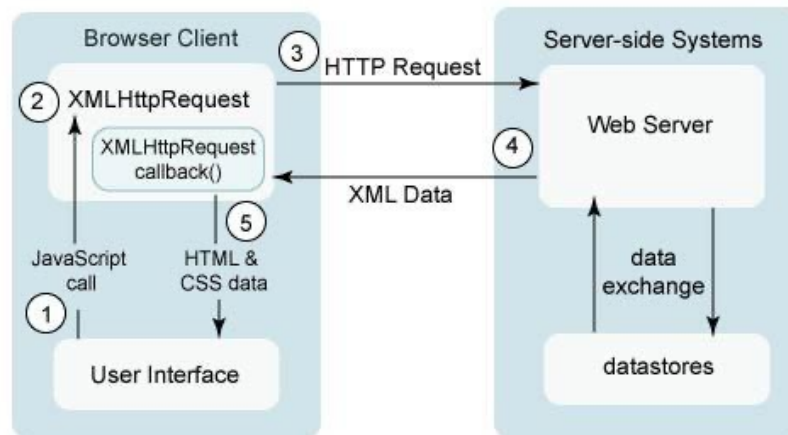 Browser Client
Server-side Systems
3
HTTP Request
2
XMLHttpRequest
Web Server
XMLHttpRequest
callback()
4
XML Data
5
JavaScript
call
HTML &
CSS data
data
exchange
1
User Interface
datastores